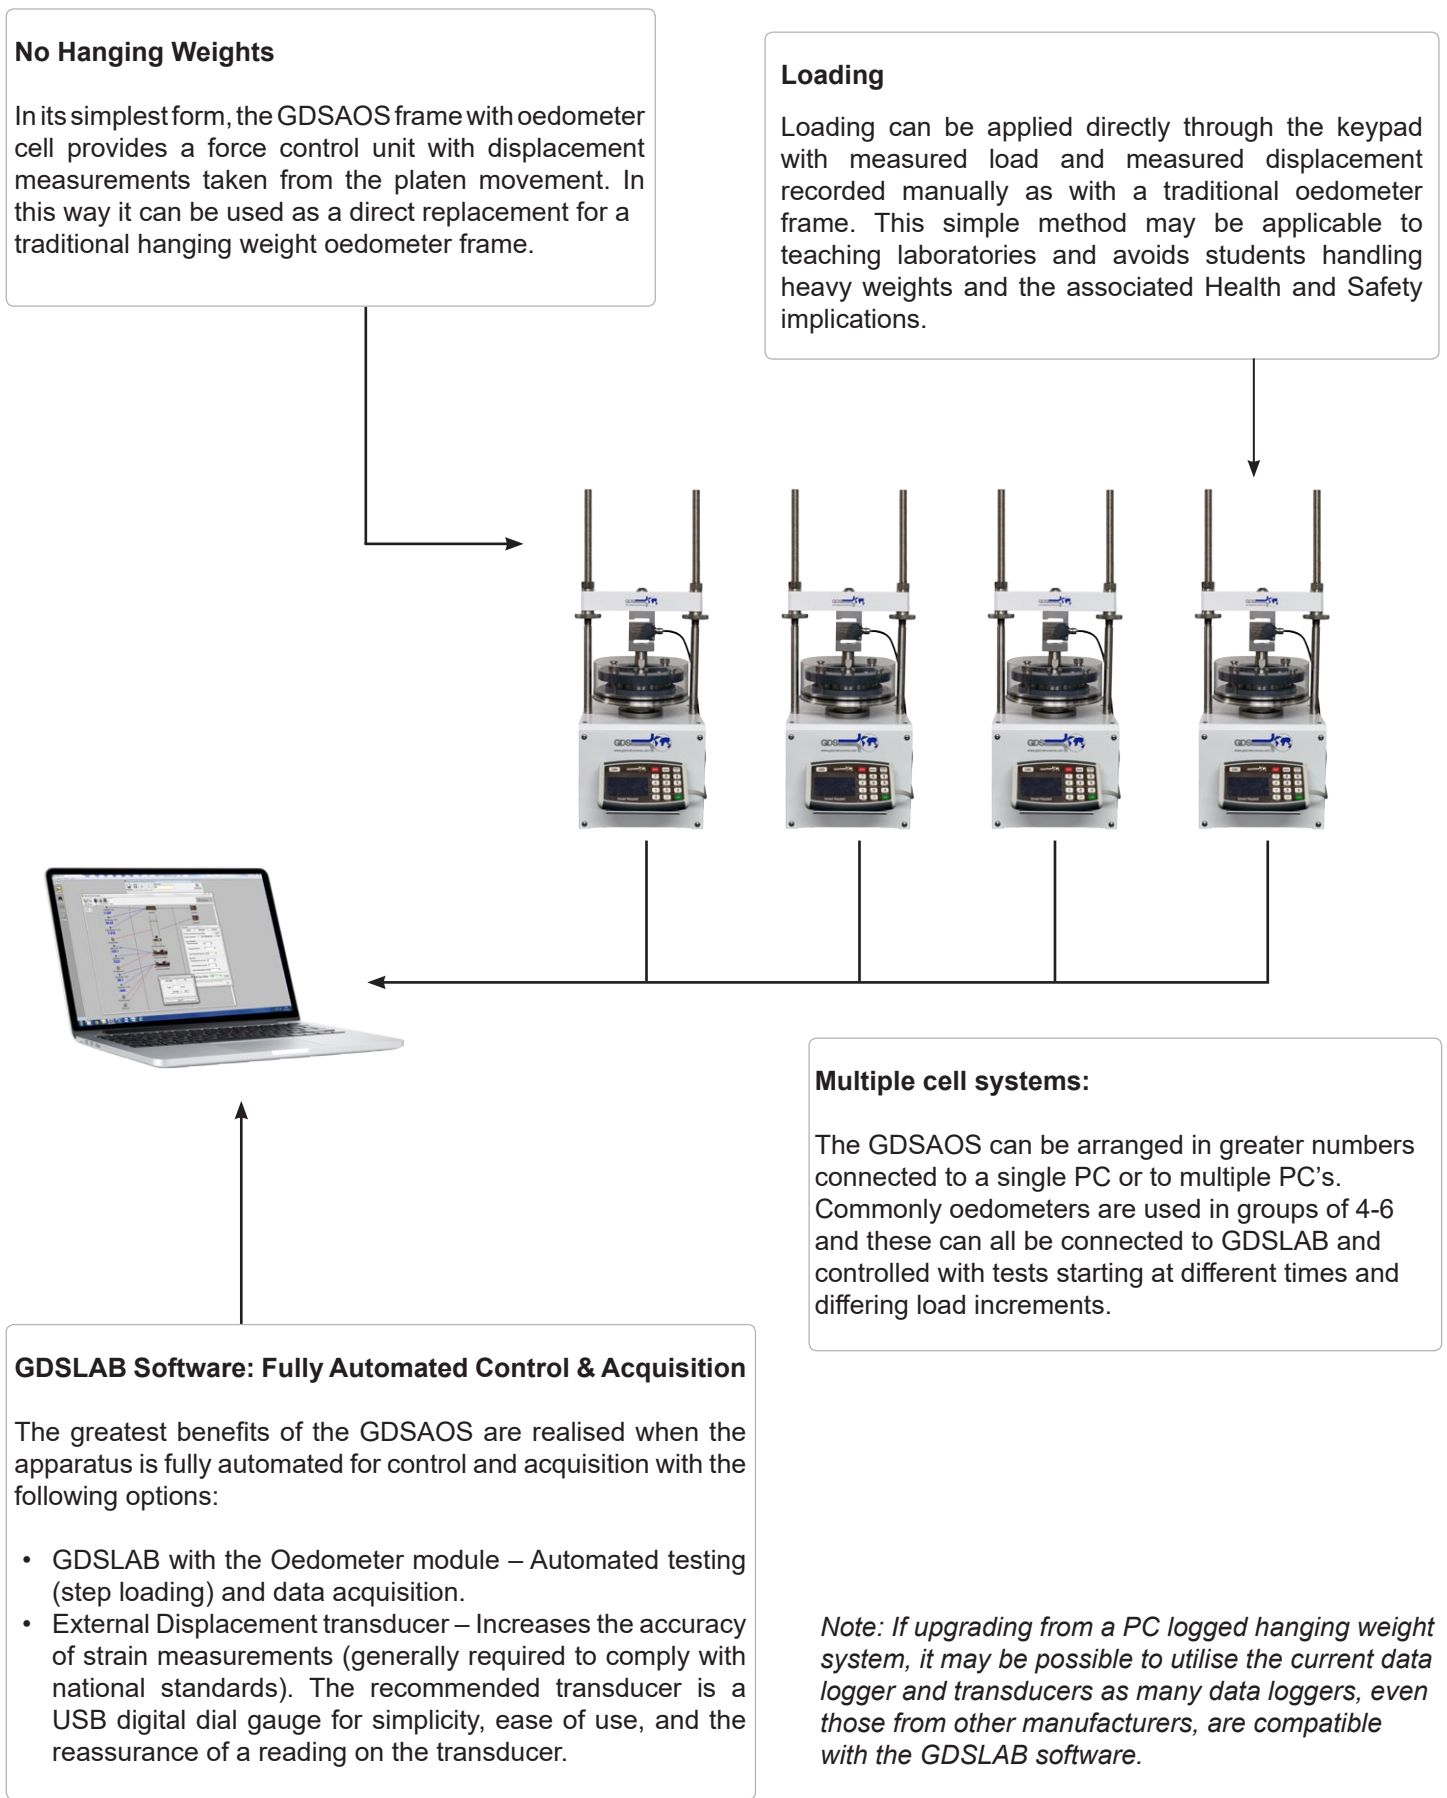 No Hanging Weights
In its simplest form, the GDSAOS frame with oedometer
cell provides a force control unit with displacement
measurements taken from the platen movement. In
this way it can be used as a direct replacement for a
traditional hanging weight oedometer frame.
Loading
Loading can be applied directly through the keypad
with measured load and measured displacement
recorded manually as with a traditional oedometer
frame. This simple method may be applicable to
teaching laboratories and avoids students handling
heavy weights and the associated Health and Safety
implications.
GDS
GDS
GDS
GDS
Multiple cell systems:
The GDSAOS can be arranged in greater numbers
connected to a single PC or to multiple PC's.
Commonly oedometers are used in groups of 4-6
and these can all be connected to GDSLAB and
controlled with tests starting at different times and
differing load increments.
GDSLAB Software: Fully Automated Control & Acquisition
The greatest benefits of the GDSAOS are realised when the
apparatus is fully automated for control and acquisition with the
following options:
• GDSLAB with the Oedometer module – Automated testing
(step loading) and data acquisition.
• External Displacement transducer – Increases the accuracy
of strain measurements (generally required to comply with
national standards). The recommended transducer is a
USB digital dial gauge for simplicity, ease of use, and the
reassurance of a reading on the transducer.
Note: If upgrading from a PC logged hanging weight
system, it may be possible to utilise the current data
logger and transducers as many data loggers, even
those from other manufacturers, are compatible
with the GDSLAB software.